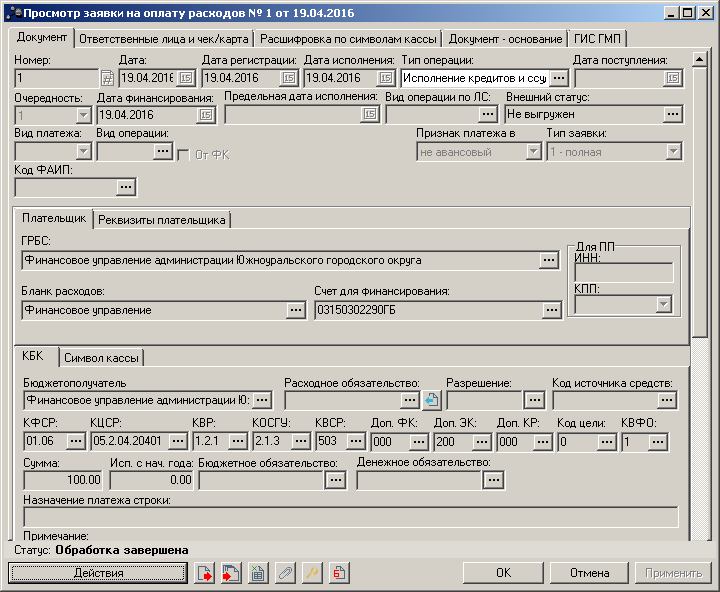 Просмотр заявки на оплату расходов № 1 от 19.04.2016
Документ Ответственные лица и чек/карта Расшифровка по символам кассы Документ - основание ГИС ГМП
Номер: Дата: Дата регистрации: Дата исполнения: Тип операции: Дата поступления:
1 19.04.2016 19.04.2016 19.04.2016 Исполнение кредитов и ссу
Очередность: Дата финансирования: Предельная дата исполнения: Вид операции по ЛС: Внешний статус:
1 19.04.2016 Не выгружен
Вид платежа: Вид операции: Признак платежа в Тип заявки:
От ФК не авансовый 1 - полная
Код ФАИП:
Плательщик Реквизиты плательщика
ГРБС: Для ПП
Финансовое управление администрации Южноуральского городского округа ИНН:
Бланк расходов: Счет для финансирования: КПП:
Финансовое управление 03150302290ГБ
КБК Символ кассы
Бюджетополучатель Расходное обязательство: Разрешение: Код источника средств:
Финансовое управление администрации Ю:
КФСР: КЦСР: КВР: КОСГУ: КВСР: Доп. ФК: Доп. ЭК: Доп. КР: Код цели: КВФО:
01.06 05.2.04.20401 1.2.1 2.1.3 503 000 200 000 0 1
Сумма: Исп. с нач. года: Бюджетное обязательство: Денежное обязательство:
100.00 0.00
Назначение платежа строки:
Примечание:
Статус: Обработка завершена
Действия OK Отмена Применить